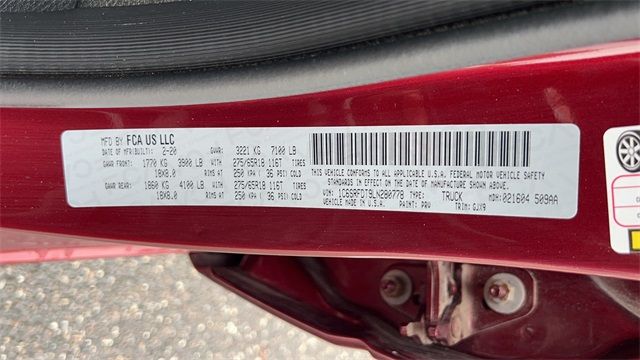 MFD BY FCA US LLC
DATE OF MFR(BUILT): 2-20 GVWR: 3221 KG 7100 LB
GAWR FRONT: 1770 KG 3900 LB WITH 275/65R18 116T TIRES
18X8.0 RIMS AT 250 KPA ( 36 PSI) COLD
GAWR REAR: 1860 KG 4100 LB WITH 275/65R18 116T TIRES
18X8.0 RIMS AT 250 KPA ( 36 PSI) COLD
THIS VEHICLE CONFORMS TO ALL APPLICABLE U.S.A. FEDERAL MOTOR VEHICLE SAFETY
STANDARDS IN EFFECT ON THE DATE OF MANUFACTURE SHOWN ABOVE.
VIN: 1C6SRFDT9LN280778 TYPE: TRUCK MDH: 021604 509AA
VEHICLE MADE IN U.S.A. PAINT: PRV TRIM: GJX9